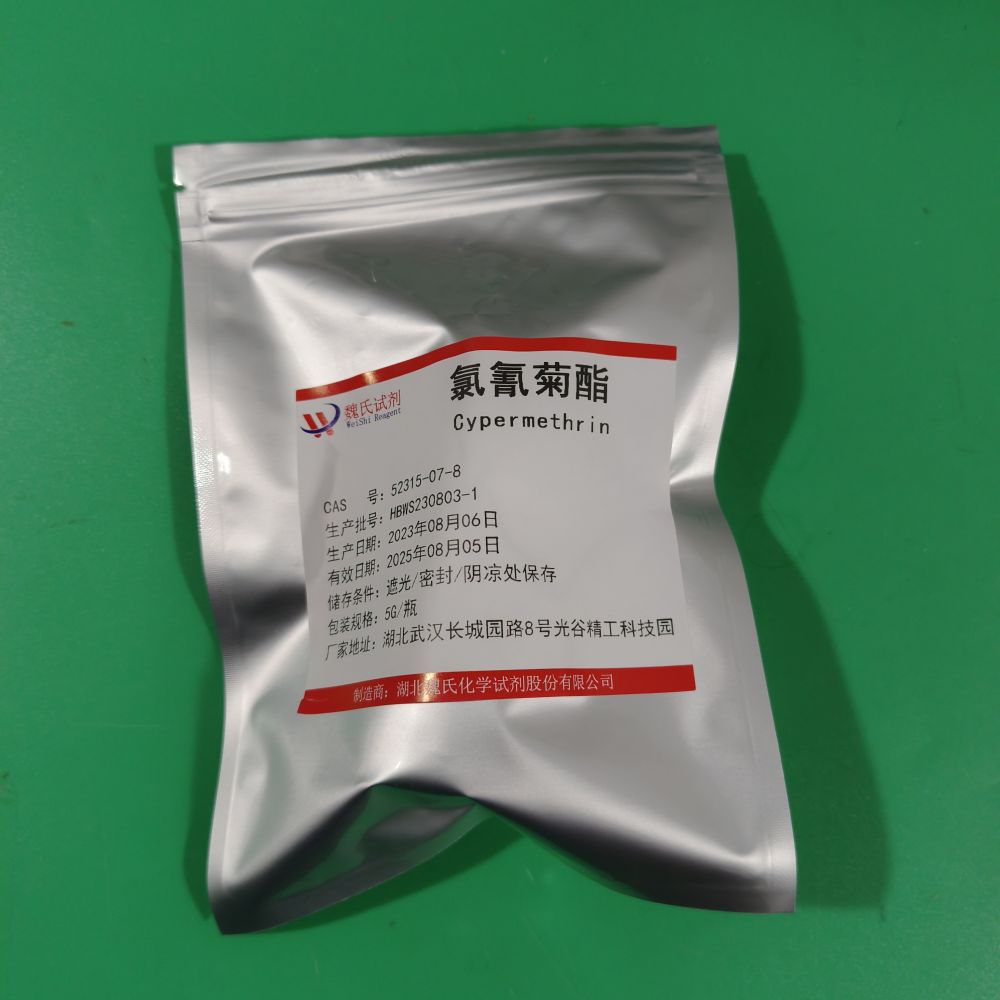 氯氰菊酯
Cypermethrin
魏氏试剂
WeiShi Reagent
CAS 号：52315-07-8
生产批号：HBWS230803-1
生产日期：2023年08月06日
有效日期：2025年08月05日
储存条件：遮光/密封/阴凉处保存
包装规格：5G/瓶
厂家地址：湖北武汉长城园路8号光谷精工科技园
制造商：湖北魏氏化学试剂股份有限公司